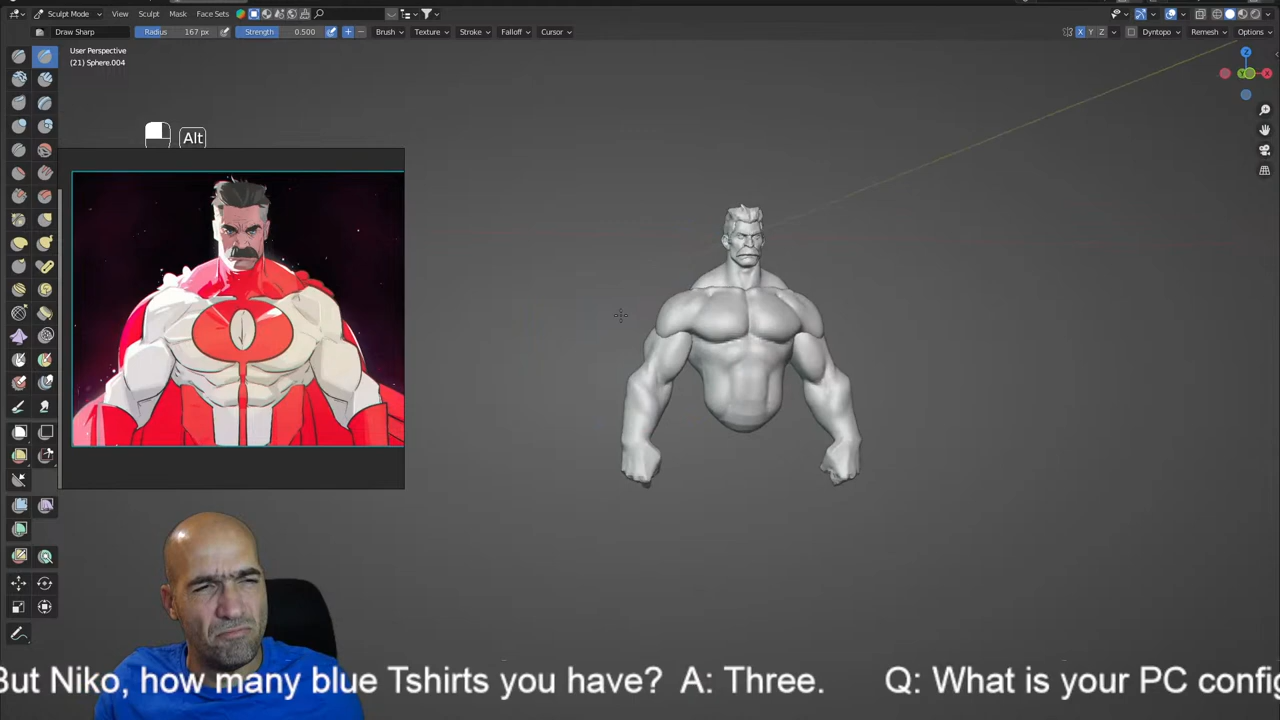 Sculpt Mode View Sculpt Mask Face Sets
Draw Sharp Radius 167 px Strength 0.500 Brush Texture Stroke Falloff Cursor X Y Z Dyntopo Remesh Options
User Perspective
(21) Sphere.004
Z
X
Y
Alt
But Niko, how many blue Tshirts you have? A: Three. Q: What is your PC config